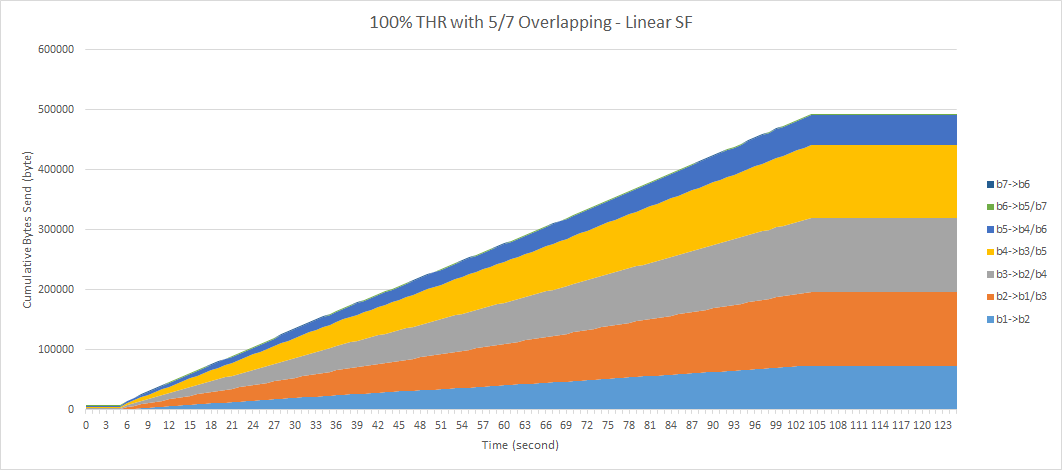 100% THR with 5/7 Overlapping - Linear SF
600000
500000
400000
300000
200000
100000
0
Cumulative Bytes Send (byte)
0 3 6 9 12 15 18 21 24 27 30 33 36 39 42 45 48 51 54 57 60 63 66 69 72 75 78 81 84 87 90 93 96 99 102 105 108 111 114 117 120 123
Time (second)
b7->b6
b6->b5/b7
b5->b4/b6
b4->b3/b5
b3->b2/b4
b2->b1/b3
b1->b2